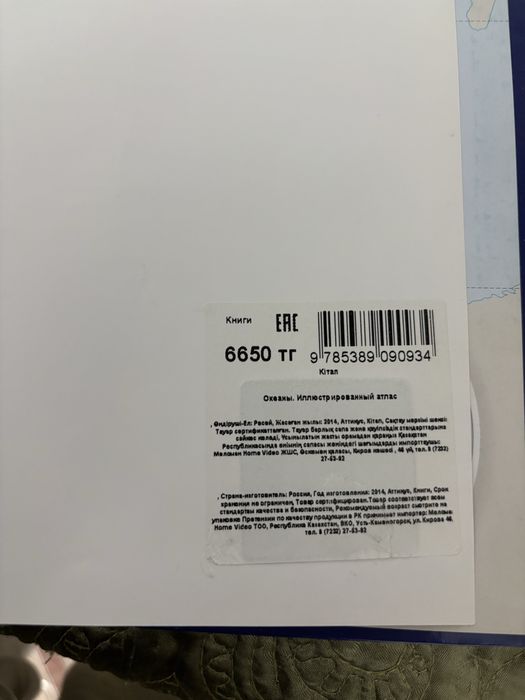 Книги EAC
6650 тг 9 785389 090934
Кітап
Океаны. Иллюстрированный атлас
, Өндіруші-Ел: Ресей, Жасаған жылы: 2014, Аттикус, Кітап, Сақтау мерзімі шексіз
Тауар сертификатталған. Тауар барлық сапа және қауіпсіздік стандарттарына
сәйкес келеді, Ұсынылатын жасты орамадан қараңыз Қазақстан
Республикасында өнімнің сапасы жөніндегі шағымдарды импорттаушы:
Меломен Home Video ЖШС, Өскемен қаласы, Киров көшесі , 46 үй, тел. 8 (7232)
27-53-92
, Страна-изготовитель: Россия, Год изготовления: 2014, Аттикус, Книги, Срок
хранения не ограничен, Товар сертифицирован.Товар соответствует всем
стандартам качества и безопасности, Рекомендуемый возраст смотрите на
упаковке Претензии по качеству продукции в РК принимает импортер: Меломан
Home Video ТОО, Республика Казахстан, ВКО, Усть-Каменогорск, ул. Кирова 46,
тел. 8 (7232) 27-53-92